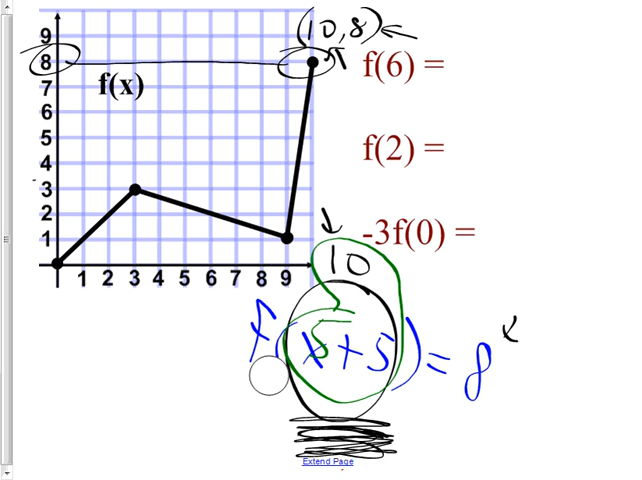 (10,8)
9
8
7
6
5
4
3
2
1
f(x)
1 2 3 4 5 6 7 8 9
f(6) =
f(2) =
-3f(0) =
10
5
f(x+5) = 8
x
Extend Page